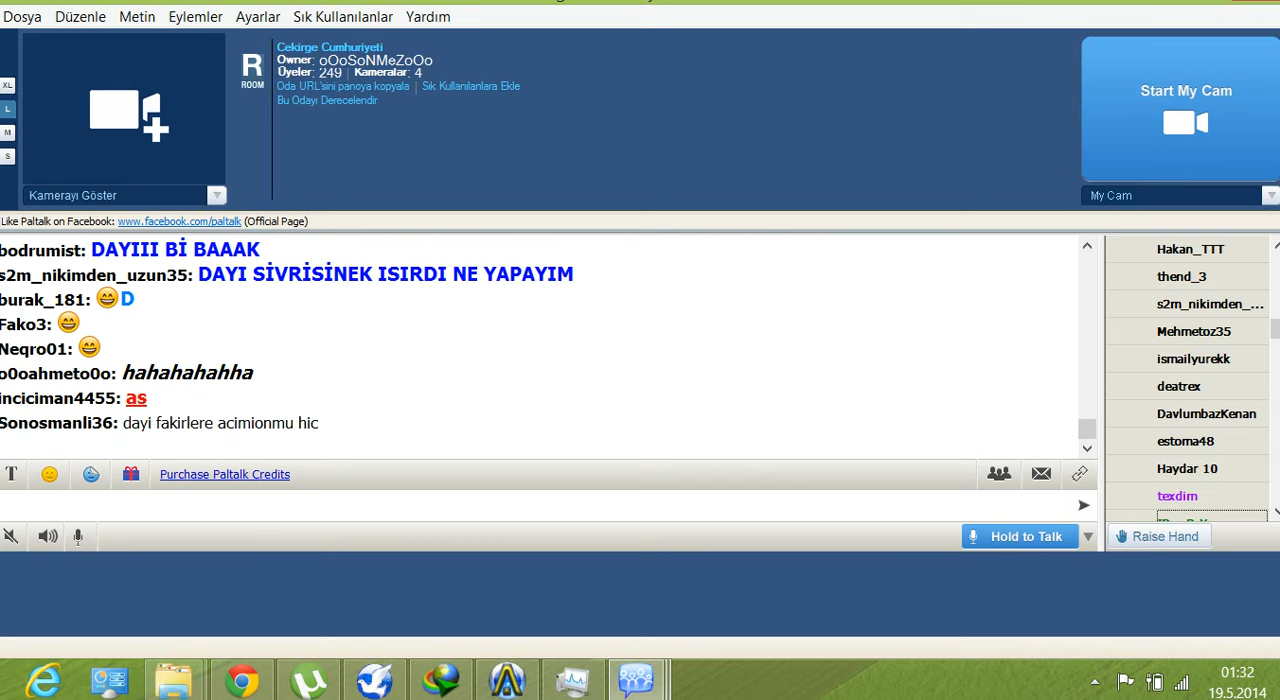 Dosya Düzenle Metin Eylemler Ayarlar Sık Kullanılanlar Yardım
XL
L
M
S
Kamerayı Göster
R
ROOM
Cekirge Cumhuriyeti
Owner: oOoSoNMeZoOo
Üyeler: 249 | Kameralar: 4
Oda URL'sini panoya kopyala | Sık Kullanılanlara Ekle
Bu Odayı Derecelendir
Start My Cam
My Cam
Like Paltalk on Facebook: www.facebook.com/paltalk (Official Page)
bodrumist: DAYIII Bİ BAAAK
s2m_nikimden_uzun35: DAYI SİVRİSİNEK ISIRDI NE YAPAYIM
burak_181: D
Fako3:
Neqro01:
o0oahmeto0o: hahahahahha
inciciman4455: as
Sonosmanli36: dayi fakirlere acimionmu hic
Hakan_TTT
thend_3
s2m_nikimden_...
Mehmetoz35
ismailyurekk
deatrex
DavlumbazKenan
estoma48
Haydar 10
texdim
T Purchase Paltalk Credits
Hold to Talk
Raise Hand
01:32
19.5.2014